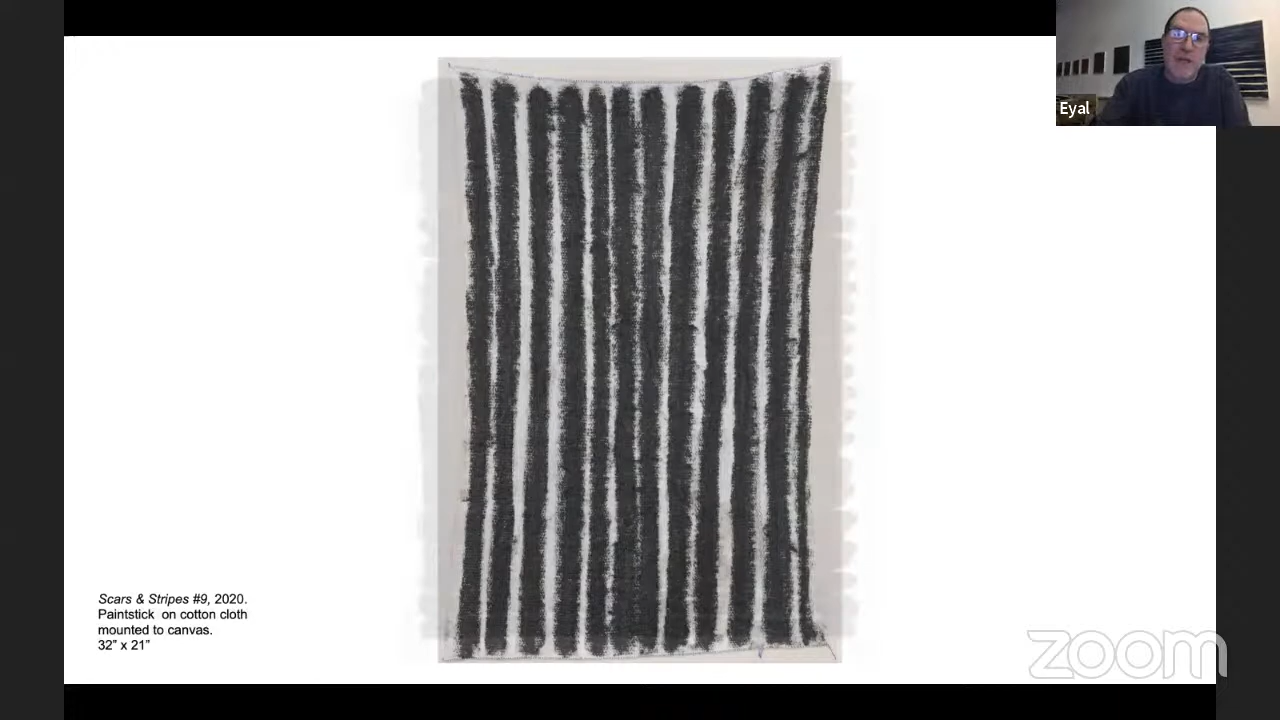 Eyal
Scars & Stripes #9, 2020.
Paintstick on cotton cloth
mounted to canvas.
32” x 21”
zoom